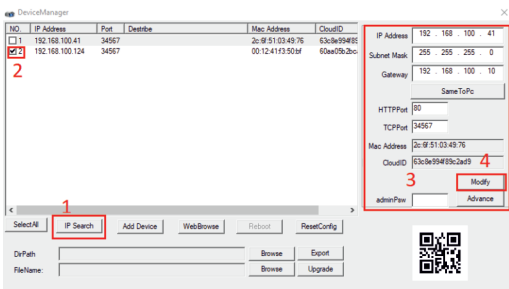 DeviceManager
NO. IP Address Port Destribe Mac Address CloudID
1 192.168.100.41 34567 2c:6f:51:03:49:76 63c8e994f89
2 192.168.100.124 34567 00:12:41:f3:50:bf 60aa05b2bc
2
IP Address 192 . 168 . 100 . 41
Subnet Mask 255 . 255 . 255 . 0
Gateway 192 . 168 . 100 . 10
SameToPc
HTTPPort 80
TCPPort 34567
Mac Address 2c:6f:51:03:49:76
CloudID 63c8e994f89c2ad9
4
3
Modify
adminPsw Advance
1
SelectAll IP Search Add Device WebBrowse Reboot ResetConfig
DirPath Browse Export
FileName: Browse Upgrade